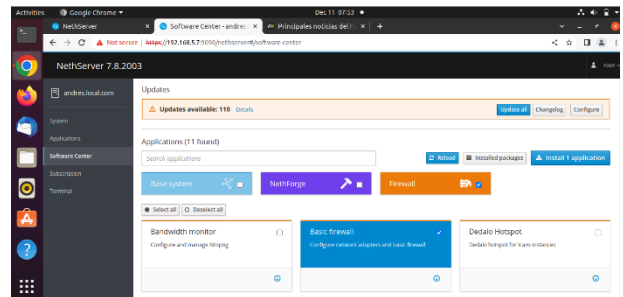 Activities
Google Chrome
Dec 11 07:53
NethServer
Software Center - andres.
Principales noticias del
Not secure | https://192.168.5.7:9090/nethserver#/software-center
NethServer 7.8.2003
root
andres.local.com
System
Applications
Software Center
Subscription
Terminal
Updates
Updates available: 110 Details
Update all
Changelog
Configure
Applications (11 found)
Search applications
Reload
Installed packages
Install 1 application
Base system
NethForge
Firewall
Select all
Deselect all
Bandwidth monitor
Configure and manage Ntopng
Basic firewall
Configure network adapters and basic firewall
Dedalo Hotspot
Dedalo hotspot for Icaro instances